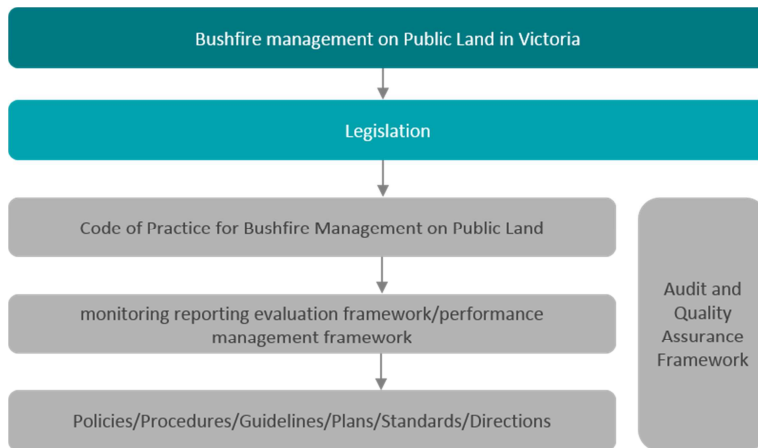 Bushfire management on Public Land in Victoria
Legislation
Code of Practice for Bushfire Management on Public Land
monitoring reporting evaluation framework/performance
management framework
Policies/Procedures/Guidelines/Plans/Standards/Directions
Audit and
Quality
Assurance
Framework